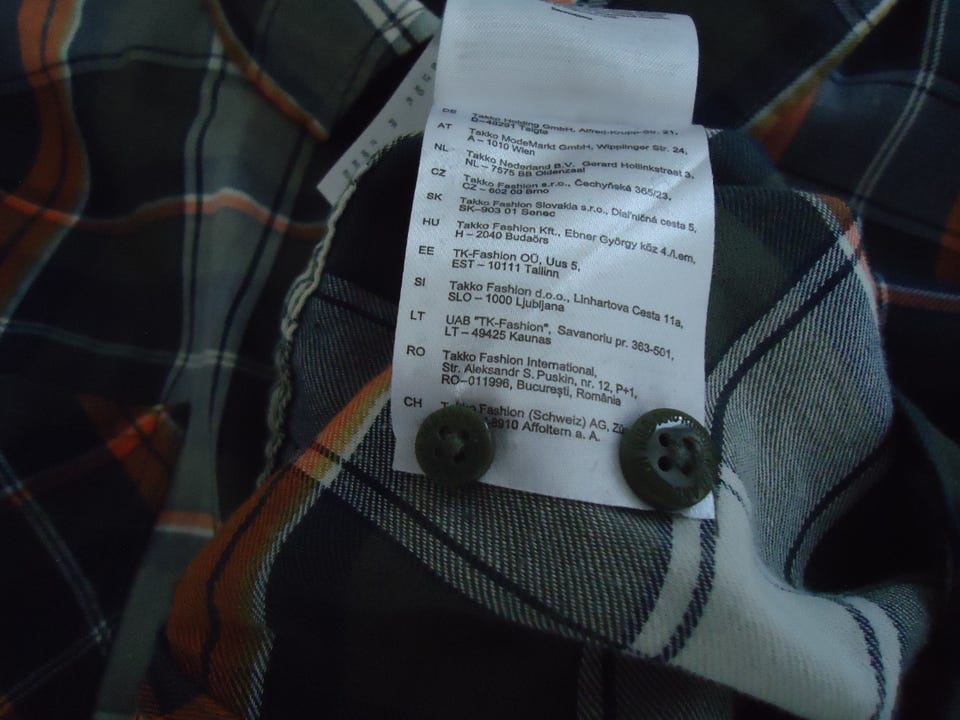 DE Takko Holding GmbH, Alfred-Krupp-Str. 21,
D–48291 Telgte
AT Takko ModeMarkt GmbH, Wipplinger Str. 24,
A – 1010 Wien
NL Takko Nederland B.V. Gerard Hollinkstraat 3,
NL – 7575 BB Oldenzaal
CZ Takko Fashion s.r.o., Čechyňská 365/23,
CZ – 602 00 Brno
SK Takko Fashion Slovakia s.r.o., Diaľničná cesta 5,
SK–903 01 Senec
HU Takko Fashion Kft., Ebner György köz 4./I.em,
H – 2040 Budaörs
EE TK-Fashion OÜ, Uus 5,
EST – 10111 Tallinn
SI Takko Fashion d.o.o., Linhartova Cesta 11a,
SLO – 1000 Ljubljana
LT UAB "TK-Fashion", Savanoriu pr. 363-501,
LT – 49425 Kaunas
RO Takko Fashion International,
Str. Aleksandr S. Puskin, nr. 12, P+1,
RO–011996, Bucureşti, România
CH Fashion (Schweiz) AG,
8910 Affoltern a. A.